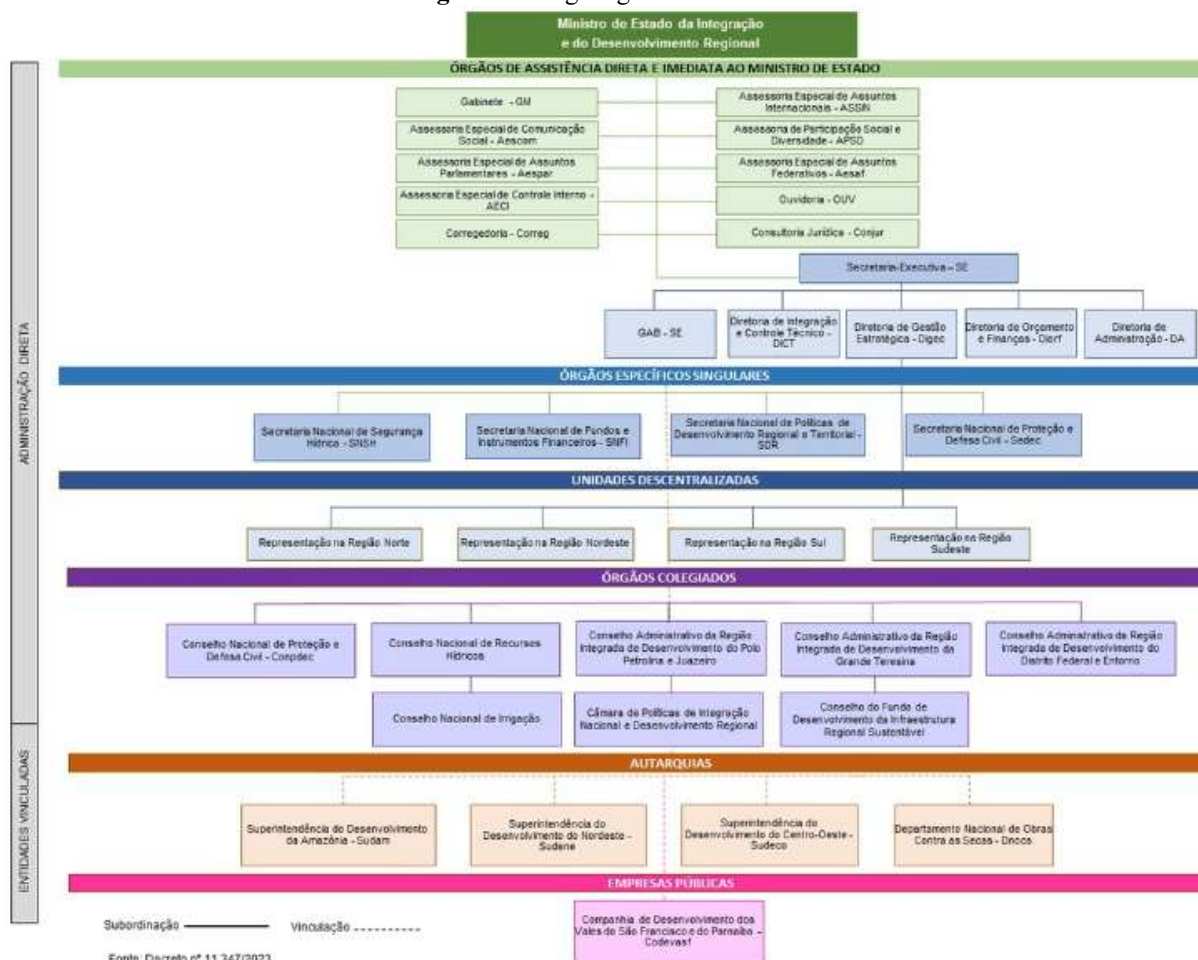 Ministro de Estado da Integração
e do Desenvolvimento Regional
ÓRGÃOS DE ASSISTÊNCIA DIRETA E IMEDIATA AO MINISTRO DE ESTADO
Gabinete - GM
Assessoria Especial de Assuntos
Internacionais - ASSIN
Assessoria Especial de Comunicação
Social - Aescom
Assessoria de Participação Social e
Diversidade - APSD
Assessoria Especial de Assuntos
Parlamentares - Aespar
Assessoria Especial de Assuntos
Federativos - Aesaf
Assessoria Especial de Controle Interno -
AECI
Ouvidoria - OUV
Corregedoria - Correg
Consultoria Jurídica - Conjur
Secretaria-Executiva - SE
GAB - SE
Diretoria de Integração
e Controle Técnico -
DICT
Diretoria de Gestão
Estratégica - Digec
Diretoria de Orçamento
e Finanças - Diorf
Diretoria de
Administração - DA
ADMINISTRAÇÃO DIRETA
ÓRGÃOS ESPECÍFICOS SINGULARES
Secretaria Nacional de Segurança
Hídrica - SNSH
Secretaria Nacional de Fundos e
Instrumentos Financeiros - SNFI
Secretaria Nacional de Políticas de
Desenvolvimento Regional e Territorial -
SDR
Secretaria Nacional de Proteção e
Defesa Civil - Sedec
UNIDADES DESCENTRALIZADAS
Representação na Região Norte
Representação na Região Nordeste
Representação na Região Sul
Representação na Região
Sudeste
ÓRGÃOS COLEGIADOS
Conselho Nacional de Proteção e
Defesa Civil - Conpdec
Conselho Nacional de Recursos
Hídricos
Conselho Administrativo da Região
Integrada de Desenvolvimento do Polo
Petrolina e Juazeiro
Conselho Administrativo da Região
Integrada de Desenvolvimento da
Grande Teresina
Conselho Administrativo da Região
Integrada de Desenvolvimento do
Distrito Federal e Entorno
Conselho Nacional de Irrigação
Câmara de Políticas de Integração
Nacional e Desenvolvimento Regional
Conselho do Fundo de
Desenvolvimento da Infraestrutura
Regional Sustentável
ENTIDADES VINCULADAS
AUTARQUIAS
Superintendência do Desenvolvimento
da Amazônia - Sudam
Superintendência do
Desenvolvimento do Nordeste -
Sudene
Superintendência do
Desenvolvimento do Centro-Oeste -
Sudeco
Departamento Nacional de Obras
Contra as Secas - Dnocs
EMPRESAS PÚBLICAS
Companhia de Desenvolvimento dos
Vales do São Francisco e do Parnaíba -
Codevasf
Subordinação
Vinculação
Fonte: Decreto nº 11.347/2023